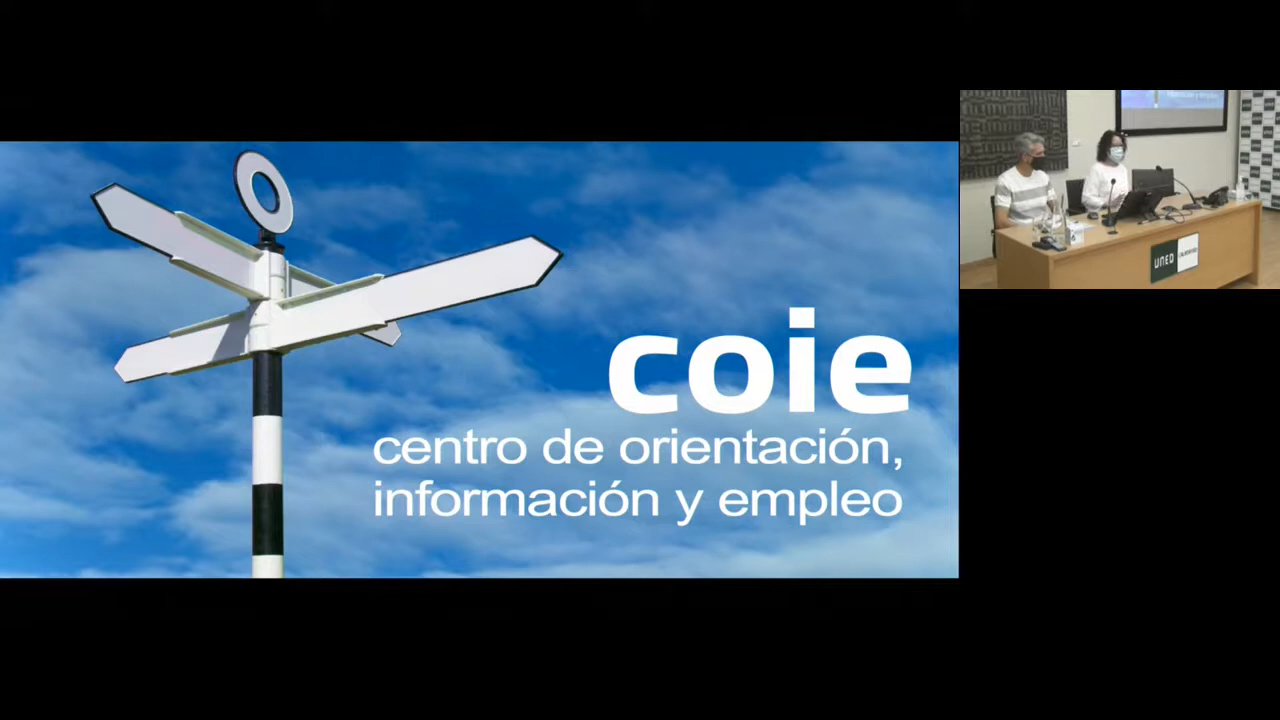 coie
centro de orientación,
información y empleo
UNED